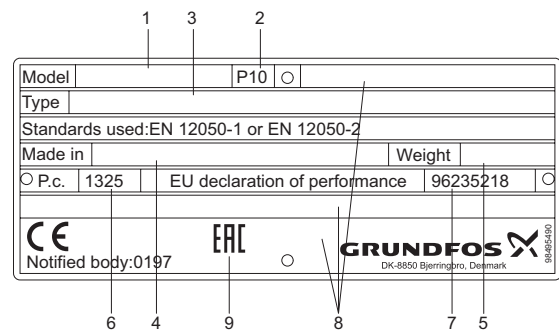 1 3 2
Model P10
Type
Standards used:EN 12050-1 or EN 12050-2
Made in Weight
P.c. 1325 EU declaration of performance 96235218
CE EAC GRUNDFOS
Notified body:0197 DK-8850 Bjerringbro, Denmark
98495490
6 4 9 8 7 5